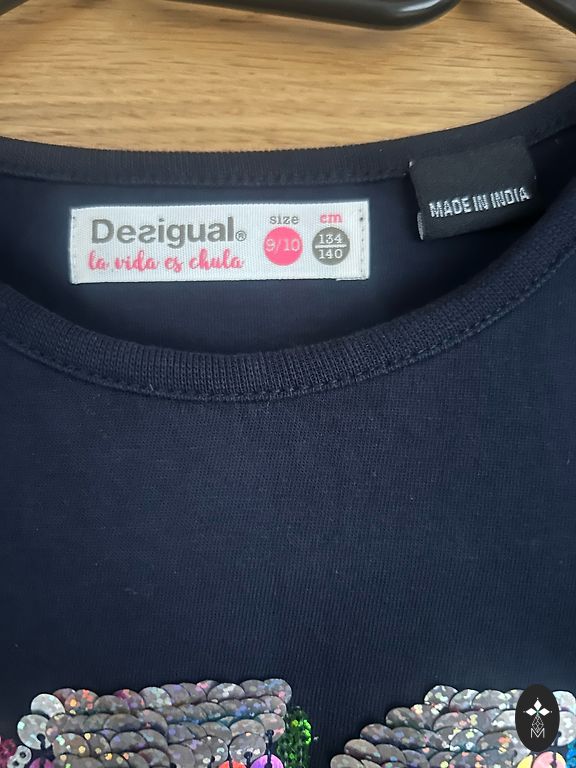 Desigual® size cm
la vida es chula 9/10 134
140
MADE IN INDIA